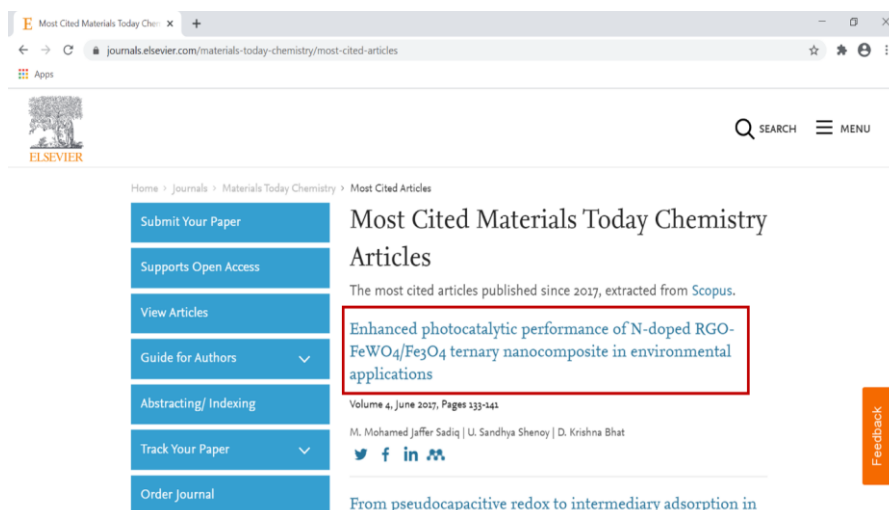 Most Cited Materials Today Chem
journals.elsevier.com/materials-today-chemistry/most-cited-articles
Apps
ELSEVIER
SEARCH
MENU
Home > Journals > Materials Today Chemistry > Most Cited Articles
Submit Your Paper
Supports Open Access
View Articles
Guide for Authors
Abstracting/ Indexing
Track Your Paper
Order Journal
Most Cited Materials Today Chemistry
Articles
The most cited articles published since 2017, extracted from Scopus.
Enhanced photocatalytic performance of N-doped RGO-
FeWO4/Fe3O4 ternary nanocomposite in environmental
applications
Volume 4, June 2017, Pages 133-141
M. Mohamed Jaffer Sadiq | U. Sandhya Shenoy | D. Krishna Bhat
From pseudocapacitive redox to intermediary adsorption in
Feedback